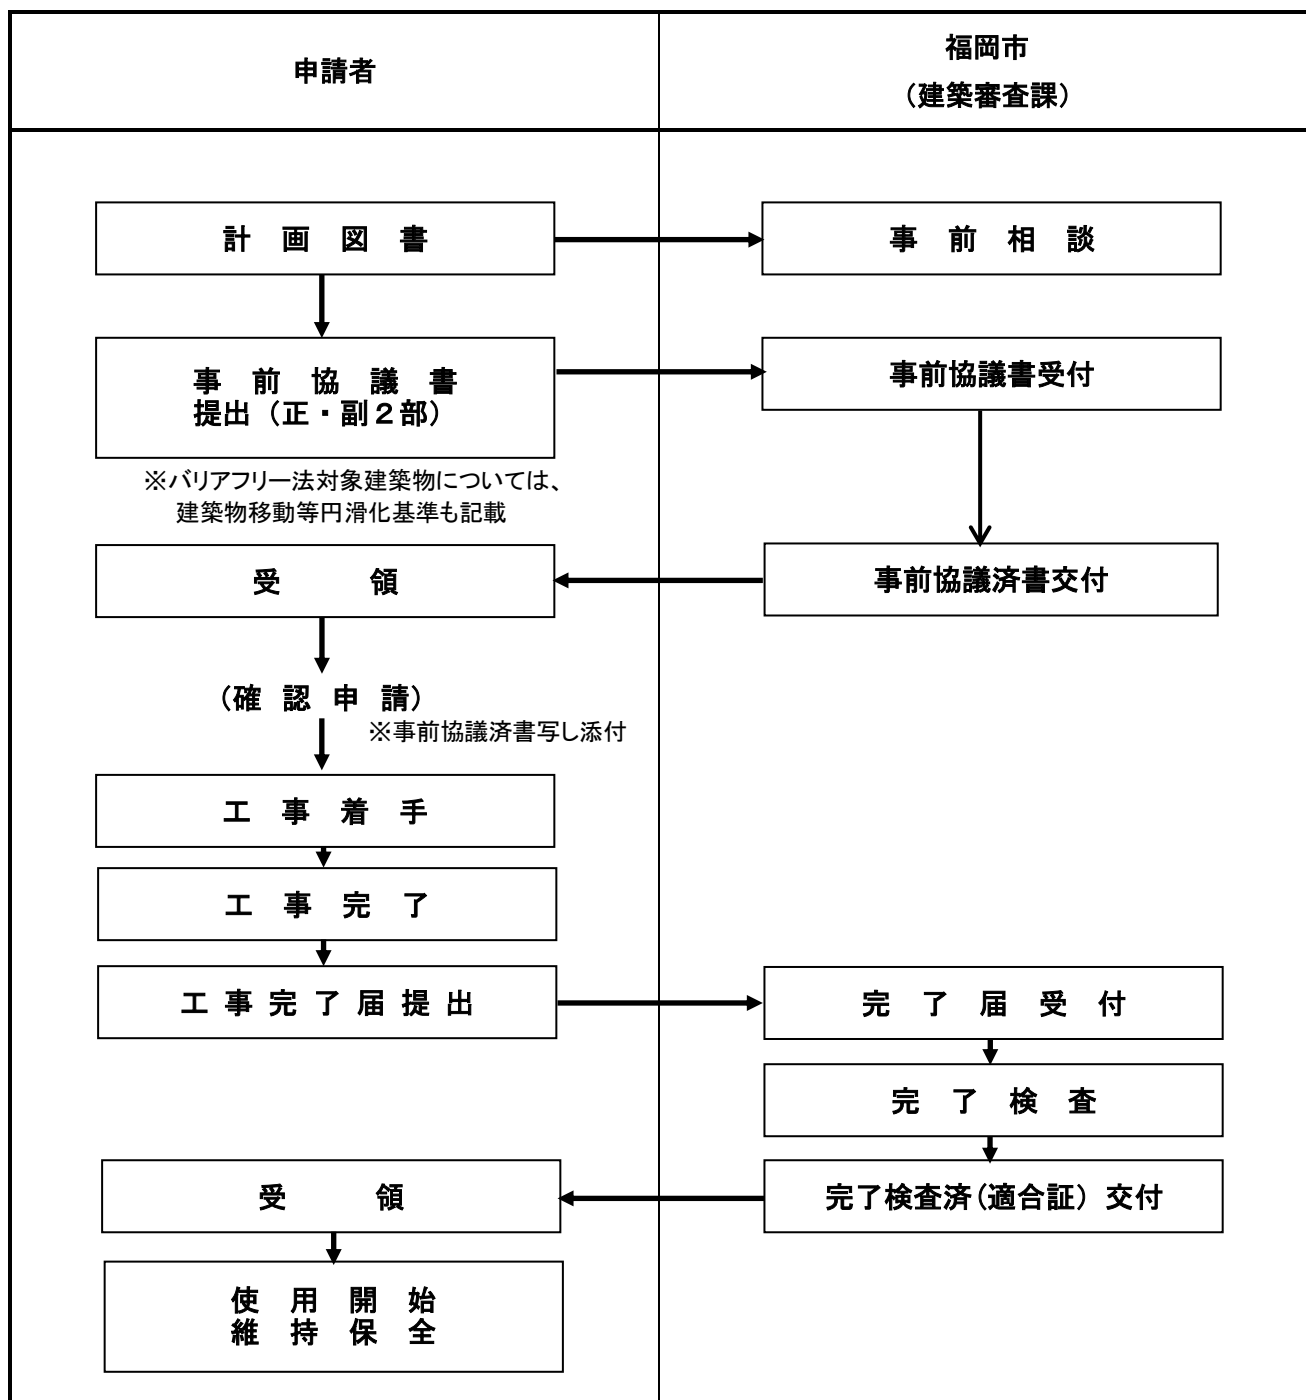 申請者
福岡市
（建築審査課）
計画図書
事前相談
事前協議書
提出（正・副２部）
事前協議書受付
※バリアフリー法対象建築物については、
建築物移動等円滑化基準も記載
受領
事前協議済書交付
（確認申請）
※事前協議済書写し添付
工事着手
工事完了
工事完了届提出
完了届受付
完了検査
受領
完了検査済（適合証）交付
使用開始
維持保全